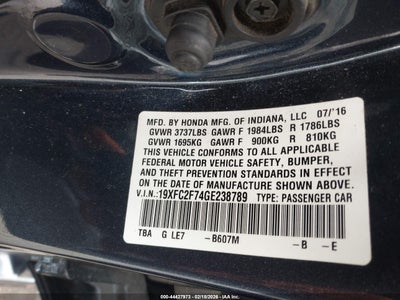 MFD. BY HONDA MFG. OF INDIANA, LLC 07/'16
GVWR 3737LBS GAWR F 1984LBS R 1786LBS
GVWR 1695KG GAWR F 900KG R 810KG
THIS VEHICLE CONFORMS TO ALL APPLICABLE
FEDERAL MOTOR VEHICLE SAFETY, BUMPER,
AND THEFT PREVENTION STANDARDS IN EFFECT
ON THE DATE OF MANUFACTURE SHOWN ABOVE.
V.I.N.: 19XFC2F74GE238789 TYPE: PASSENGER CAR
TBA G LE7 -B607M -B -E
000-44427973 | 02/18/2026 - IAAI BRANDED